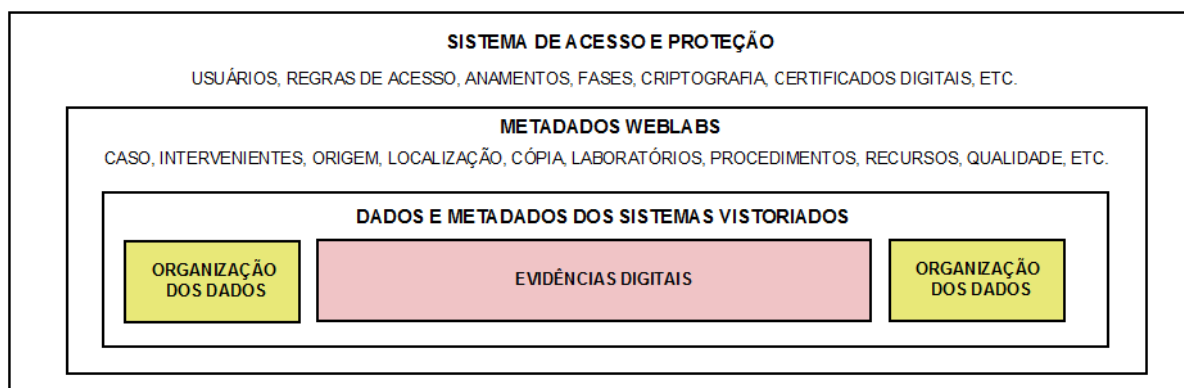 SISTEMA DE ACESSO E PROTEÇÃO
USUÁRIOS, REGRAS DE ACESSO, ANAMENTOS, FASES, CRIPTOGRAFIA, CERTIFICADOS DIGITAIS, ETC.
METADADOS WEBLABS
CASO, INTERVENIENTES, ORIGEM, LOCALIZAÇÃO, CÓPIA, LABORATÓRIOS, PROCEDIMENTOS, RECURSOS, QUALIDADE, ETC.
DADOS E METADADOS DOS SISTEMAS VISTORIADOS
ORGANIZAÇÃO
DOS DADOS
EVIDÊNCIAS DIGITAIS
ORGANIZAÇÃO
DOS DADOS